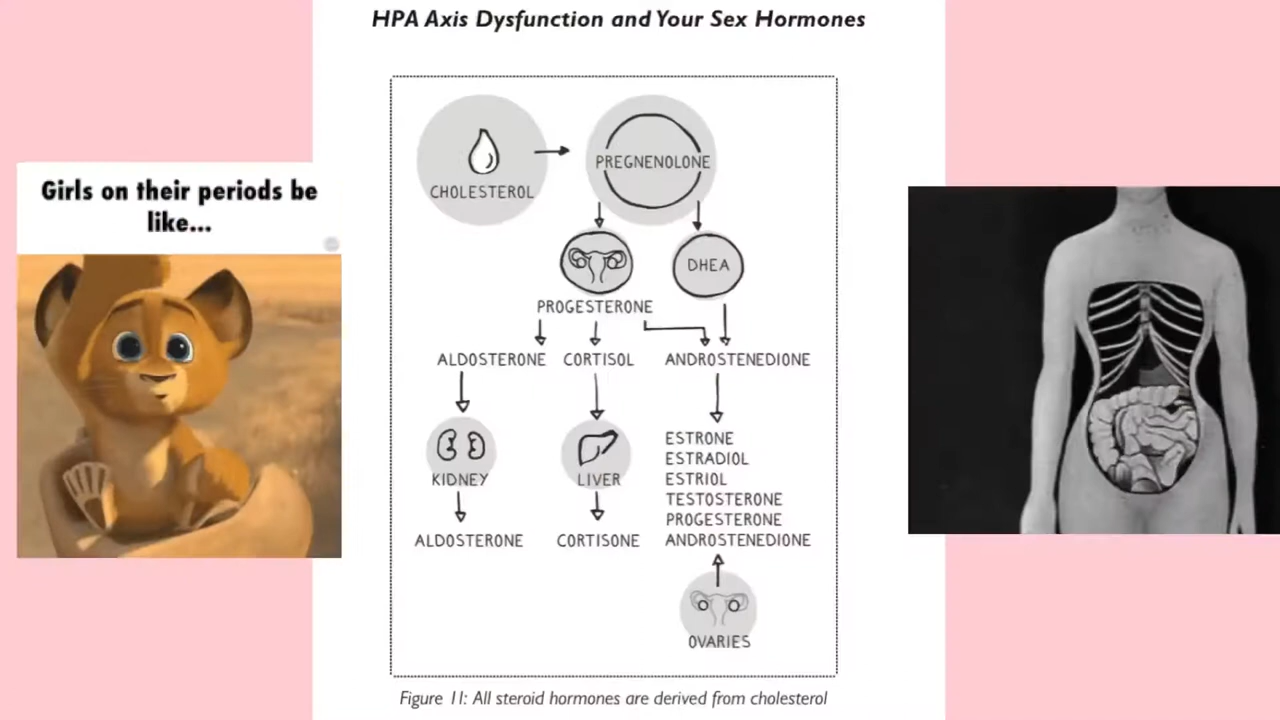 HPA Axis Dysfunction and Your Sex Hormones
Girls on their periods be
like...
CHOLESTEROL
PREGNENOLONE
DHEA
PROGESTERONE
ALDOSTERONE CORTISOL ANDROSTENEDIONE
KIDNEY
LIVER
ESTRONE
ESTRADIOL
ESTRIOL
TESTOSTERONE
PROGESTERONE
ANDROSTENEDIONE
ALDOSTERONE
CORTISONE
OVARIES
Figure 11: All steroid hormones are derived from cholesterol